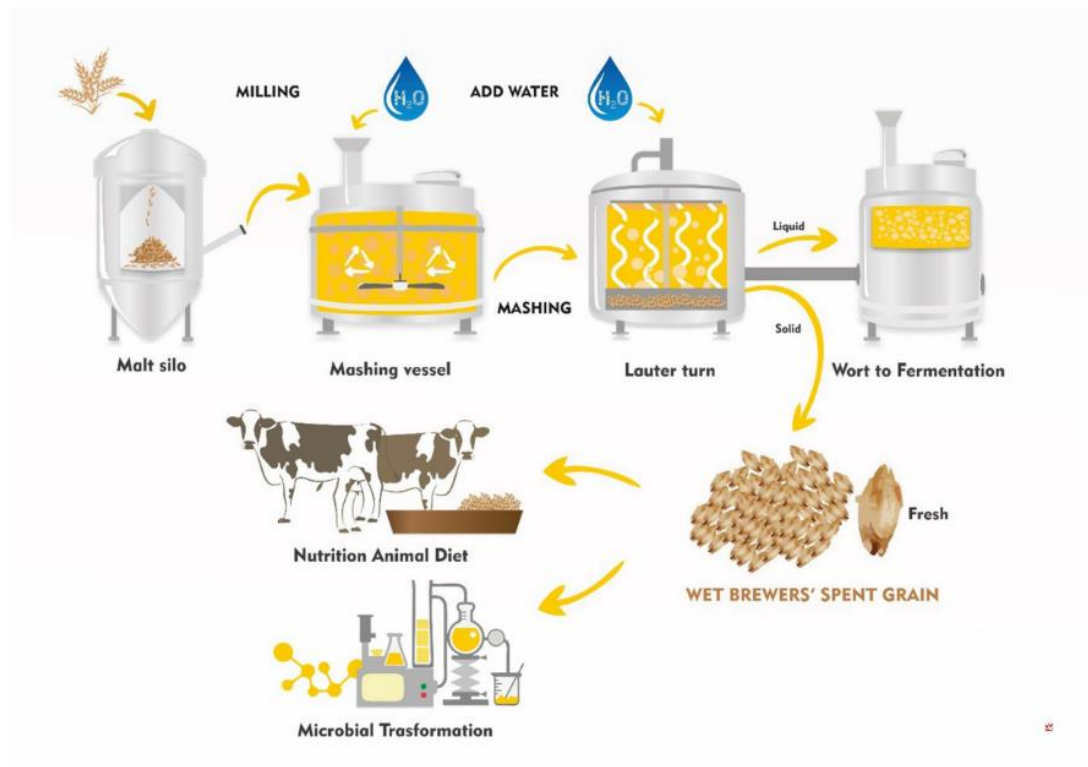 MILLING
H₂O
ADD WATER
H₂O
Liquid
MASHING
Solid
Malt silo
Mashing vessel
Lauter turn
Wort to Fermentation
Fresh
Nutrition Animal Diet
WET BREWERS' SPENT GRAIN
Microbial Trasformation